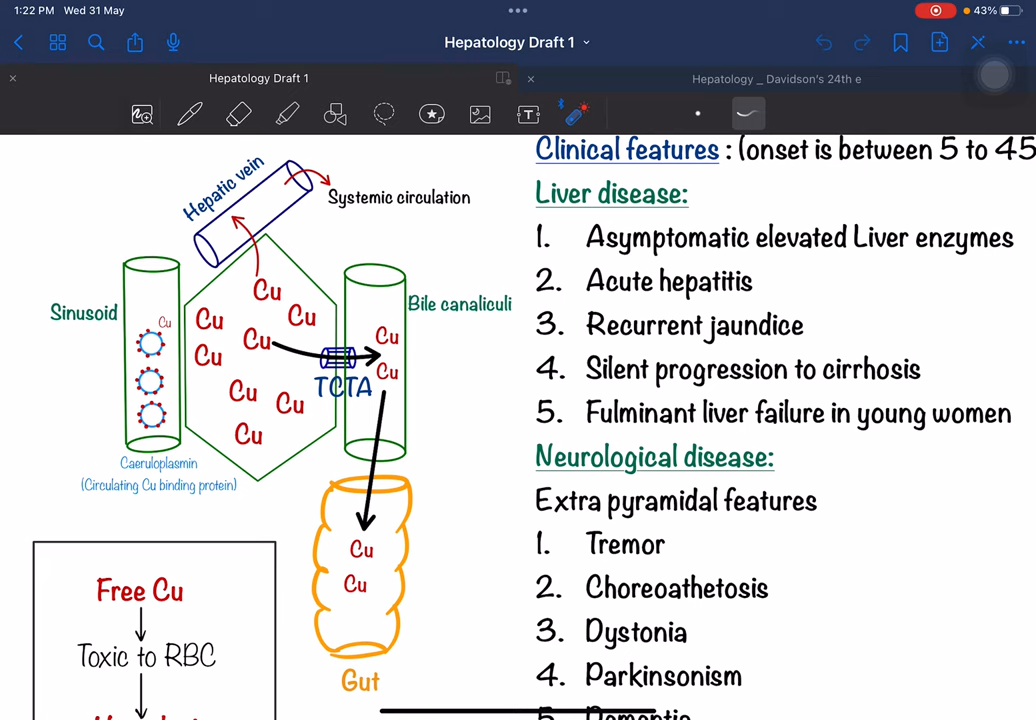 1:22 PM Wed 31 May
43%
Hepatology Draft 1
Hepatology Draft 1
Hepatology _ Davidson's 24th e
T
Hepatic vein
Systemic circulation
Sinusoid
Bile canaliculi
Cu
Cu
Cu
Cu
Cu
Cu
Cu
Cu
Cu
Cu
Cu
TCTA
Caeruloplasmin
(Circulating Cu binding protein)
Cu
Cu
Gut
Free Cu
Toxic to RBC
Clinical features : (onset is between 5 to 45
Liver disease:
1. Asymptomatic elevated Liver enzymes
2. Acute hepatitis
3. Recurrent jaundice
4. Silent progression to cirrhosis
5. Fulminant liver failure in young women
Neurological disease:
Extra pyramidal features
1. Tremor
2. Choreoathetosis
3. Dystonia
4. Parkinsonism
5. Dementia